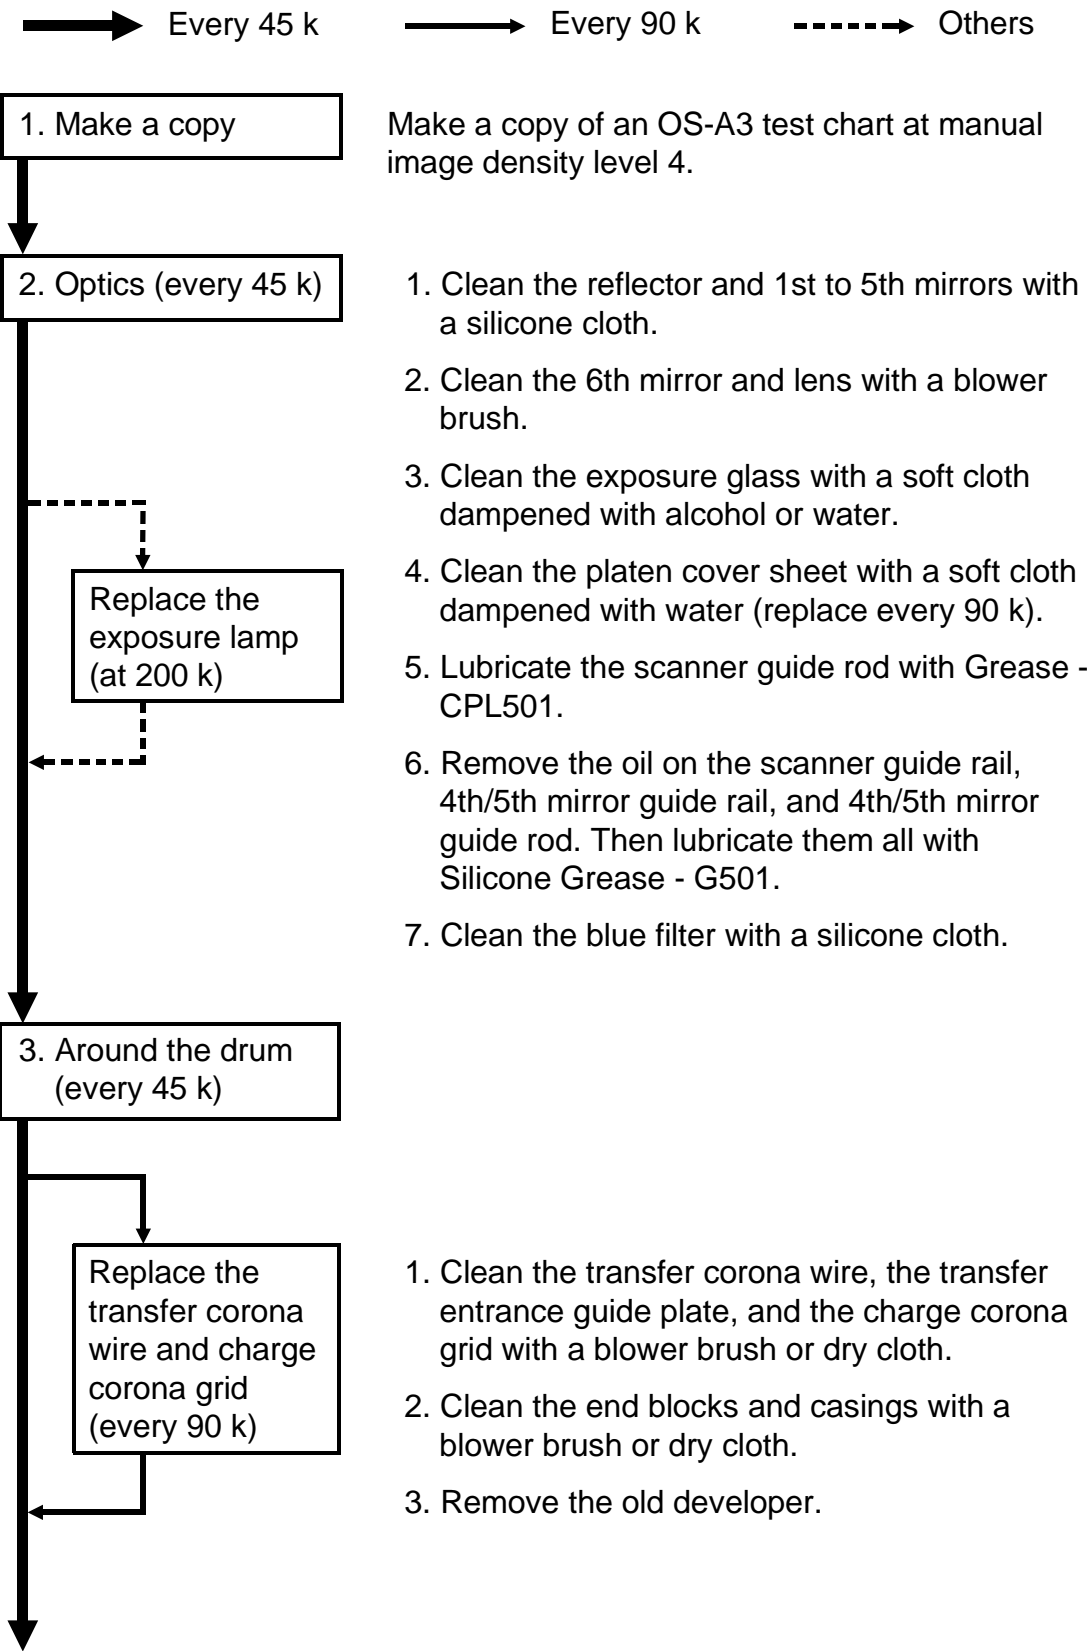 Every 45 k
Every 90 k
Others
1. Make a copy
Make a copy of an OS-A3 test chart at manual
image density level 4.
2. Optics (every 45 k)
1. Clean the reflector and 1st to 5th mirrors with
a silicone cloth.
2. Clean the 6th mirror and lens with a blower
brush.
3. Clean the exposure glass with a soft cloth
dampened with alcohol or water.
4. Clean the platen cover sheet with a soft cloth
dampened with water (replace every 90 k).
5. Lubricate the scanner guide rod with Grease -
CPL501.
6. Remove the oil on the scanner guide rail,
4th/5th mirror guide rail, and 4th/5th mirror
guide rod. Then lubricate them all with
Silicone Grease - G501.
7. Clean the blue filter with a silicone cloth.
Replace the
exposure lamp
(at 200 k)
3. Around the drum
(every 45 k)
Replace the
transfer corona
wire and charge
corona grid
(every 90 k)
1. Clean the transfer corona wire, the transfer
entrance guide plate, and the charge corona
grid with a blower brush or dry cloth.
2. Clean the end blocks and casings with a
blower brush or dry cloth.
3. Remove the old developer.